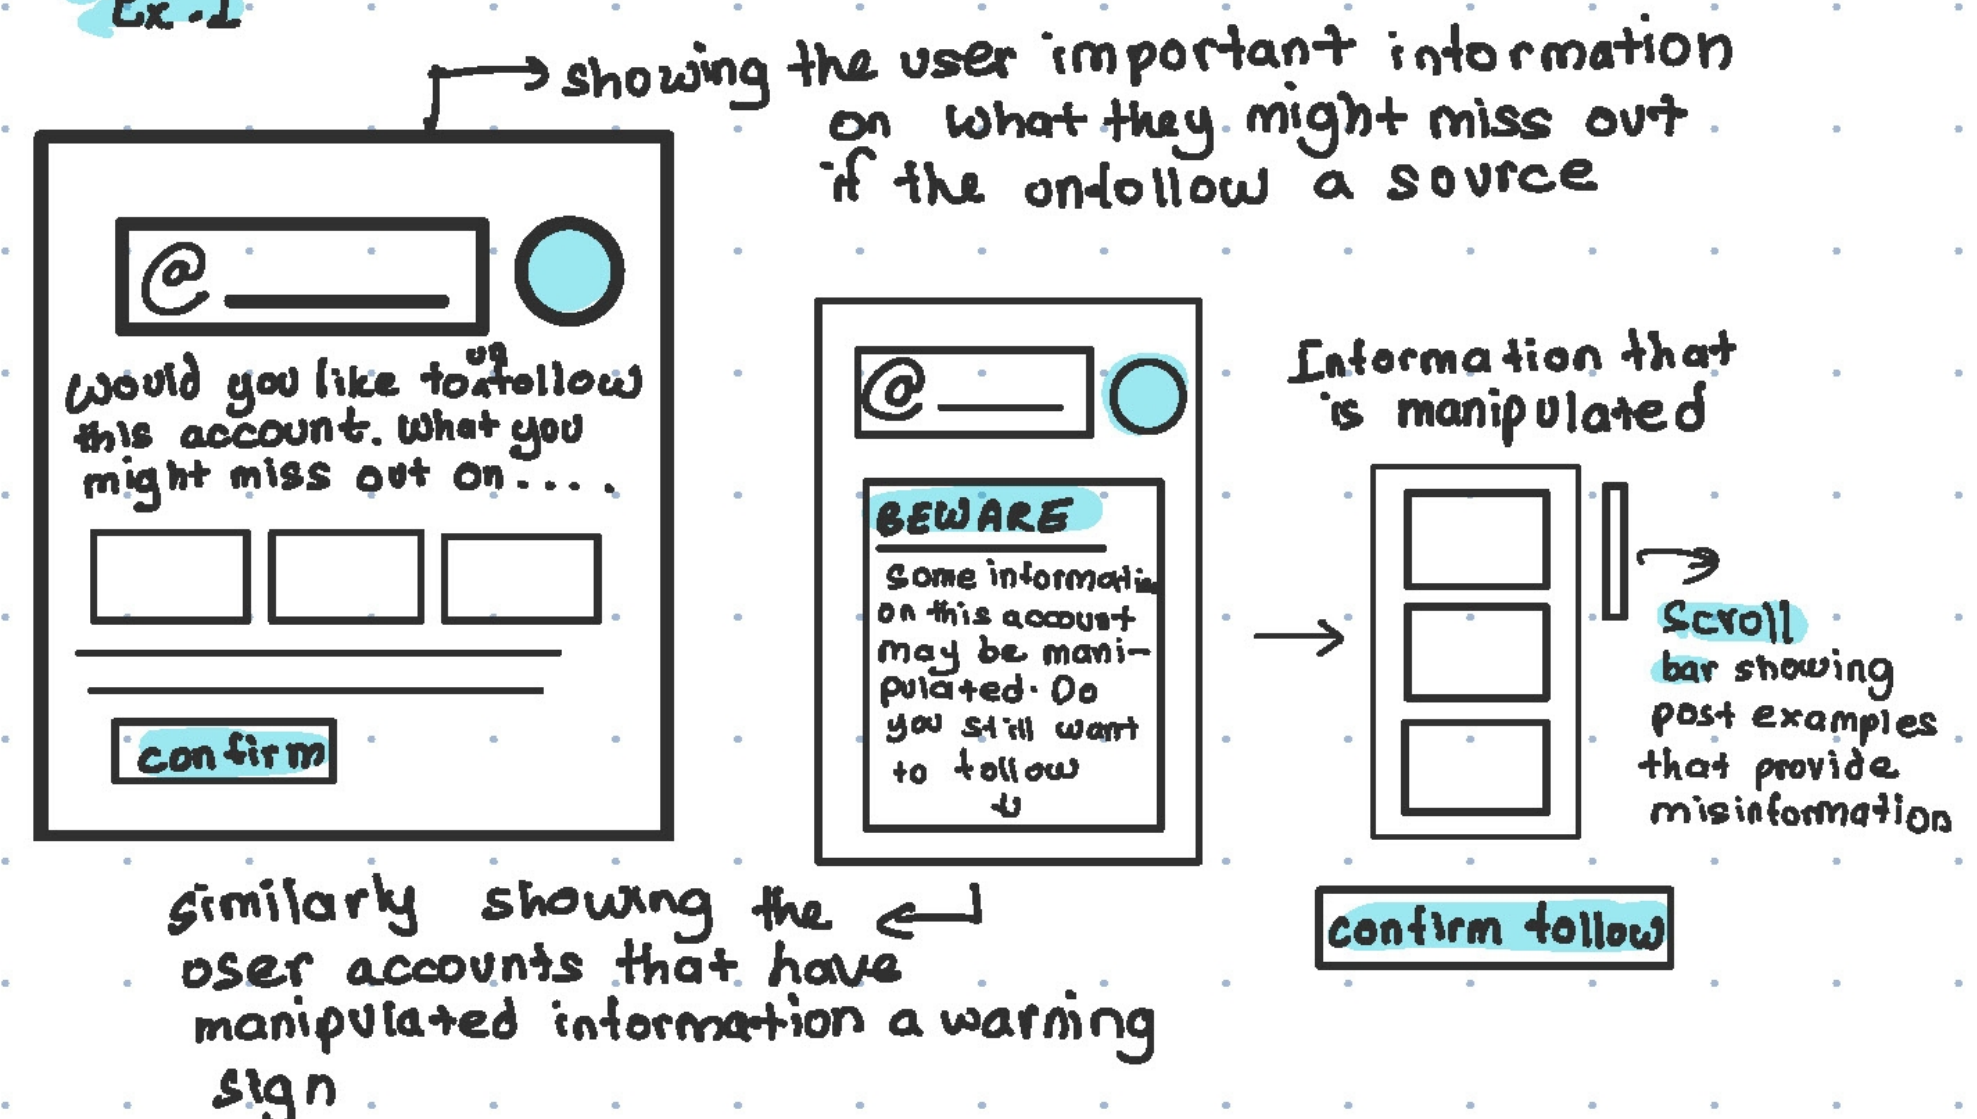 Ex.1
showing the user important information
on what they might miss out
if the unfollow a source
@
would you like to un follow
this account. What you
might miss out on....
confirm
@
BEWARE
Some information
on this account
may be mani-
pulated. Do
you still want
to follow
Information that
is manipulated
Scroll
bar showing
post examples
that provide
misinformation
confirm follow
similarly showing the
user accounts that have
manipulated information a warning
sign